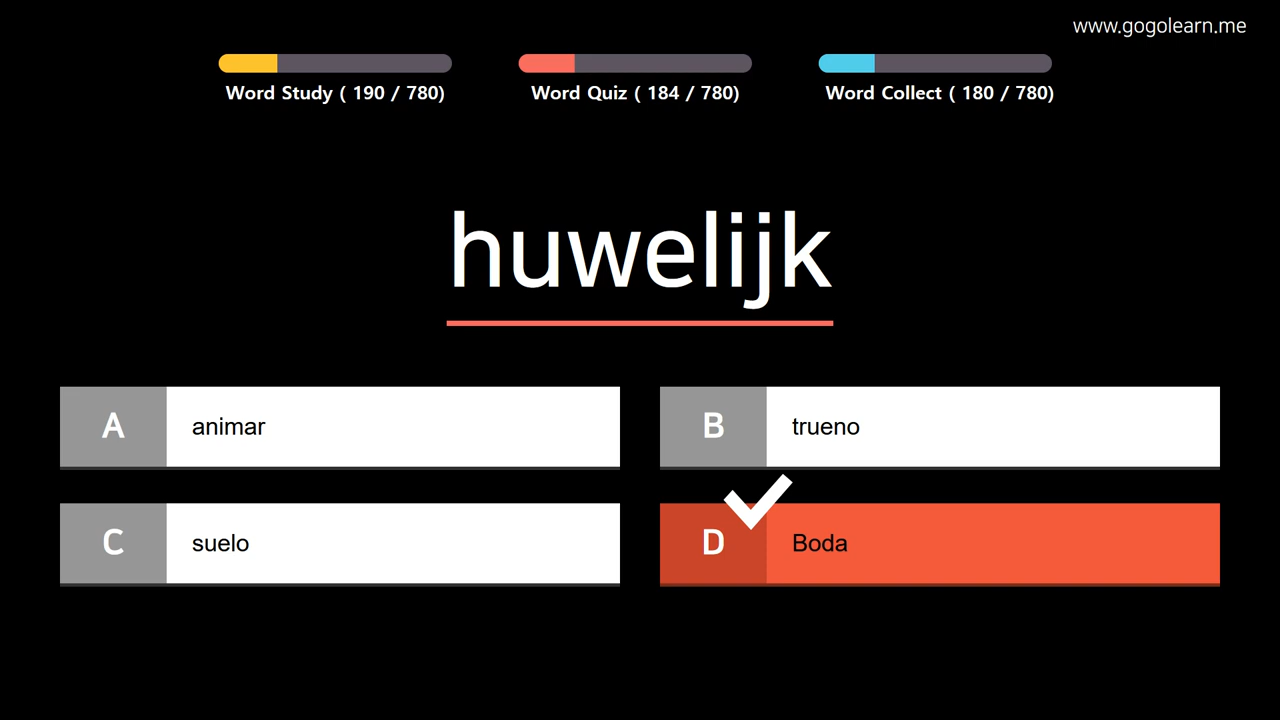 www.gogolearn.me
Word Study ( 190 / 780)
Word Quiz ( 184 / 780)
Word Collect ( 180 / 780)
huwelijk
A animar
B trueno
C suelo
D Boda